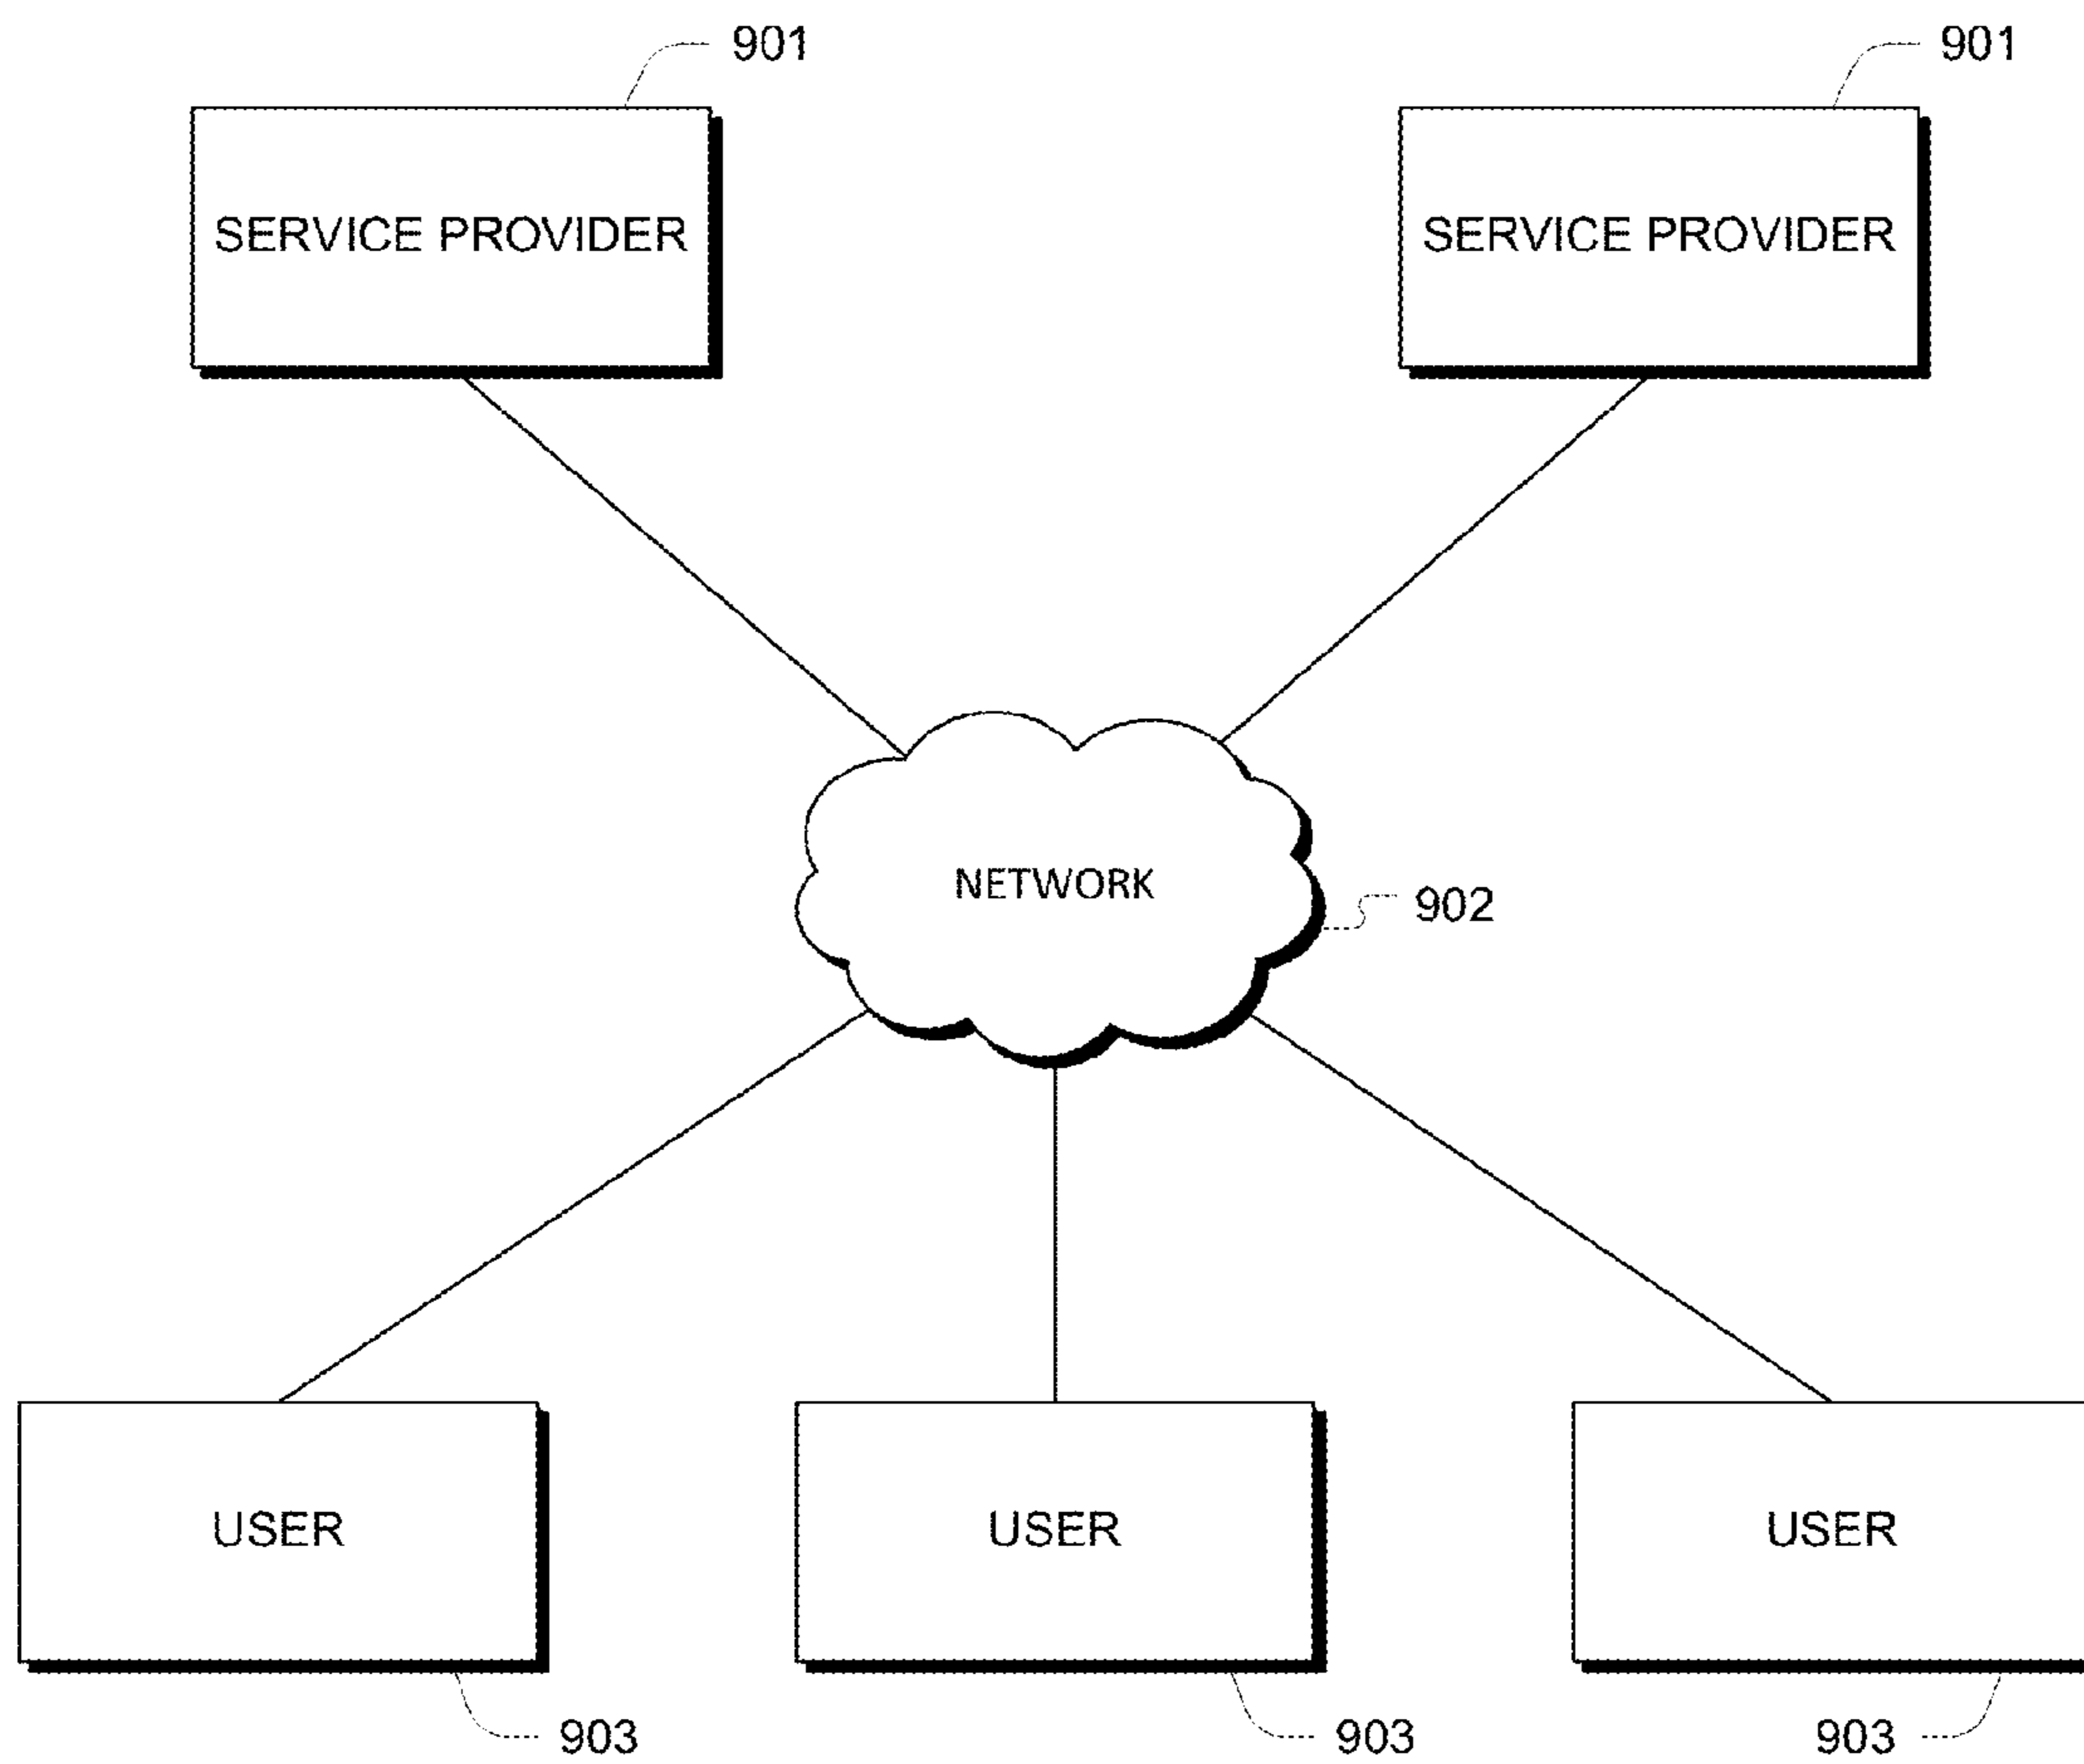 901
901
SERVICE PROVIDER
SERVICE PROVIDER
NETWORK
902
USER
USER
USER
903
903
903